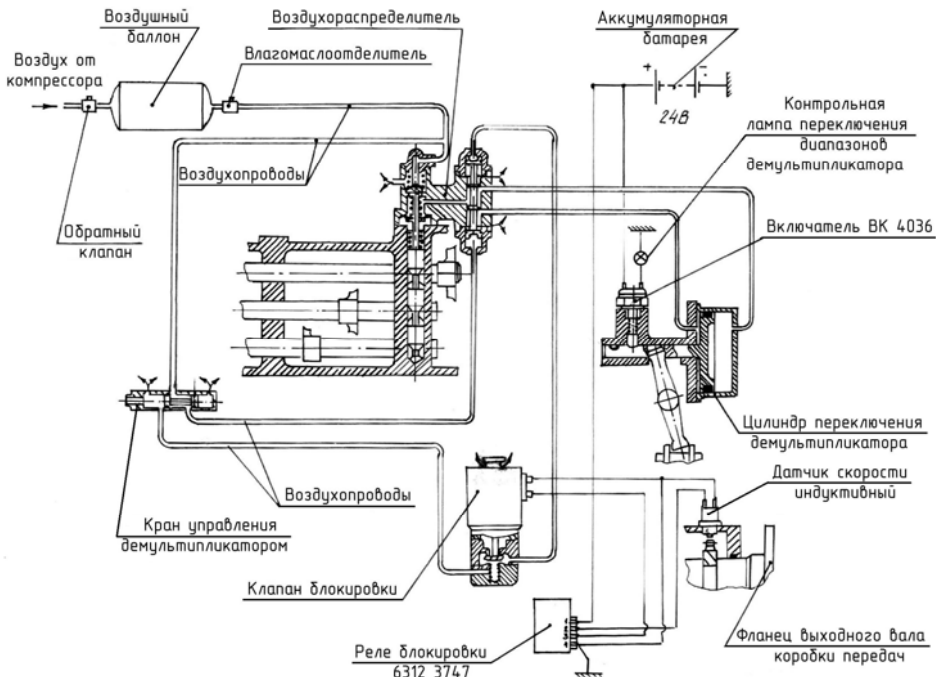 Воздушный
баллон
Воздухораспределитель
Аккумуляторная
батарея
Воздух от
компрессора
Влагомаслоотделитель
+
-
24В
Контрольная
лампа переключения
диапазонов
демультипликатора
Воздухопроводы
Обратный
клапан
Включатель ВК 4036
Цилиндр переключения
демультипликатора
Воздухопроводы
Датчик скорости
индуктивный
Кран управления
демультипликатором
Клапан блокировки
Реле блокировки
6312.3747
Фланец выходного вала
коробки передач